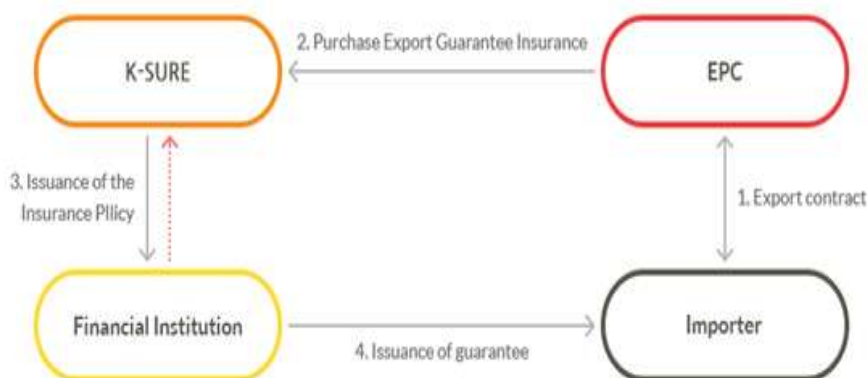 2. Purchase Export Guarantee Insurance
K-SURE
EPC
3. Issuance of the
Insurance Pllicy
1. Export contract
Financial Institution
Importer
4. Issuance of guarantee